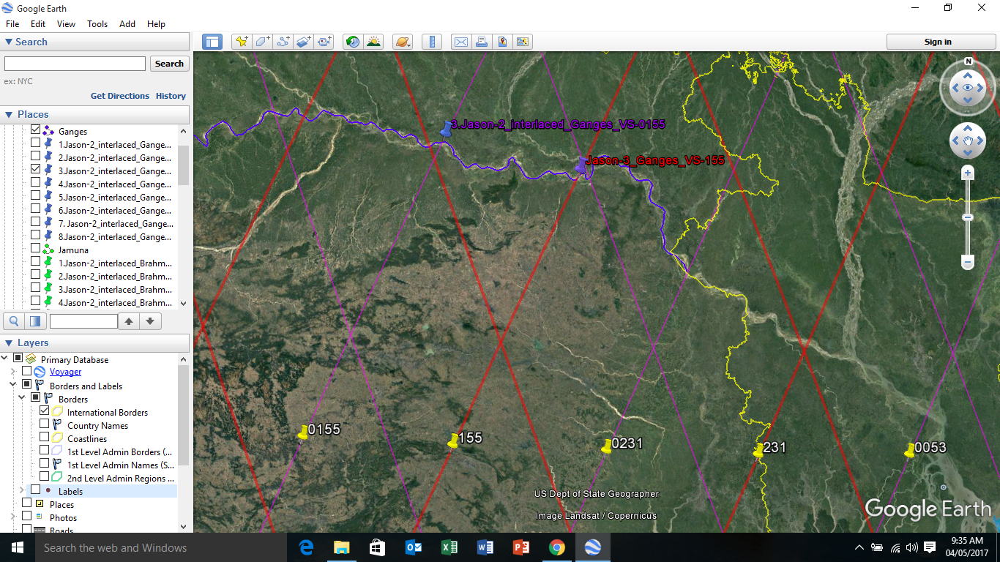 Google Earth
File Edit View Tools Add Help
Search
Search
Sign in
ex: NYC
Get Directions History
Places
Ganges
1.Jason-2_interlaced_Gange...
2.Jason-2_interlaced_Gange...
3.Jason-2_interlaced_Gange...
4.Jason-2_interlaced_Gange...
5.Jason-2_interlaced_Gange...
6.Jason-2_interlaced_Gange...
7. Jason-2_interlaced_Gange...
8.Jason-2_interlaced_Gange...
Jamuna
1.Jason-2_interlaced_Brahm...
2.Jason-2_interlaced_Brahm...
3.Jason-2_interlaced_Brahm...
4.Jason-2_interlaced_Brahm...
Layers
Primary Database
Voyager
Borders and Labels
Borders
International Borders
Country Names
Coastlines
1st Level Admin Borders (...
1st Level Admin Names (S...
2nd Level Admin Regions ...
Labels
Places
Photos
Roads
N
3.Jason-2_interlaced_Ganges_VS-0155
Jason-3_Ganges_VS-155
0155
155
0231
231
0053
US Dept of State Geographer
Image Landsat / Copernicus
Google Earth
Search the web and Windows
9:35 AM
04/05/2017